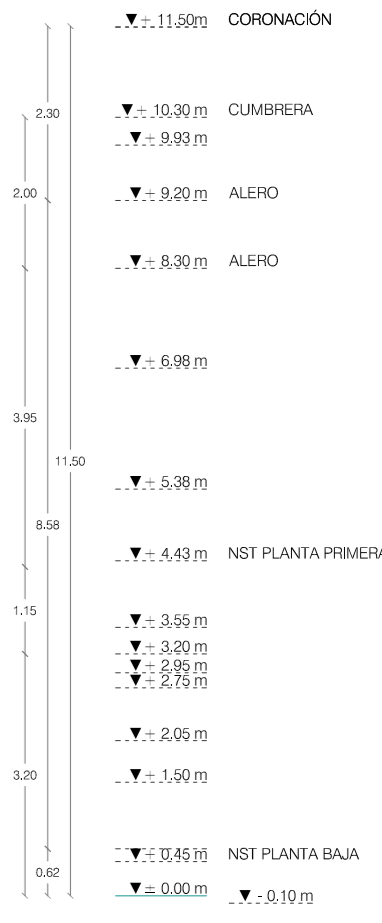 ▼+ 11.50m CORONACIÓN
2.30
▼+ 10.30 m CUMBRERA
▼+ 9.93 m
2.00
▼+ 9.20 m ALERO
▼+ 8.30 m ALERO
▼+ 6.98 m
3.95
11.50
▼+ 5.38 m
8.58
▼+ 4.43 m NST PLANTA PRIMERA
1.15
▼+ 3.55 m
▼+ 3.20 m
▼+ 2.95 m
▼+ 2.75 m
▼+ 2.05 m
3.20
▼+ 1.50 m
▼+ 0.45 m NST PLANTA BAJA
0.62
▼± 0.00 m
▼- 0.10 m